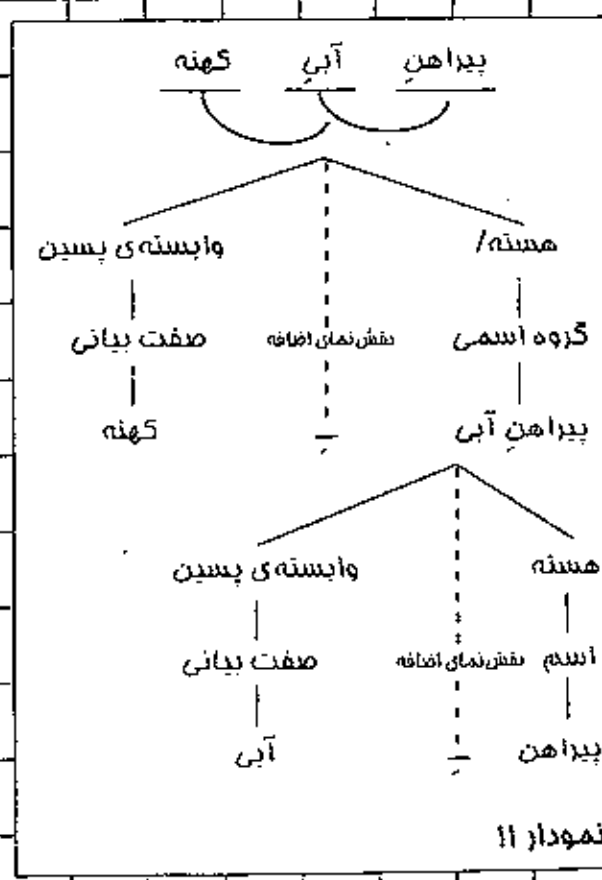 پیراهنِ آبیِ کهنه
هسته/ وابسته‌ی پسین
گروه اسمی نقش‌نمای اضافه صفت بیانی
پیراهنِ آبی ـِ کهنه
هسته وابسته‌ی پسین
اسم نقش‌نمای اضافه صفت بیانی
پیراهن ـِ آبی
نمودار ۱۱